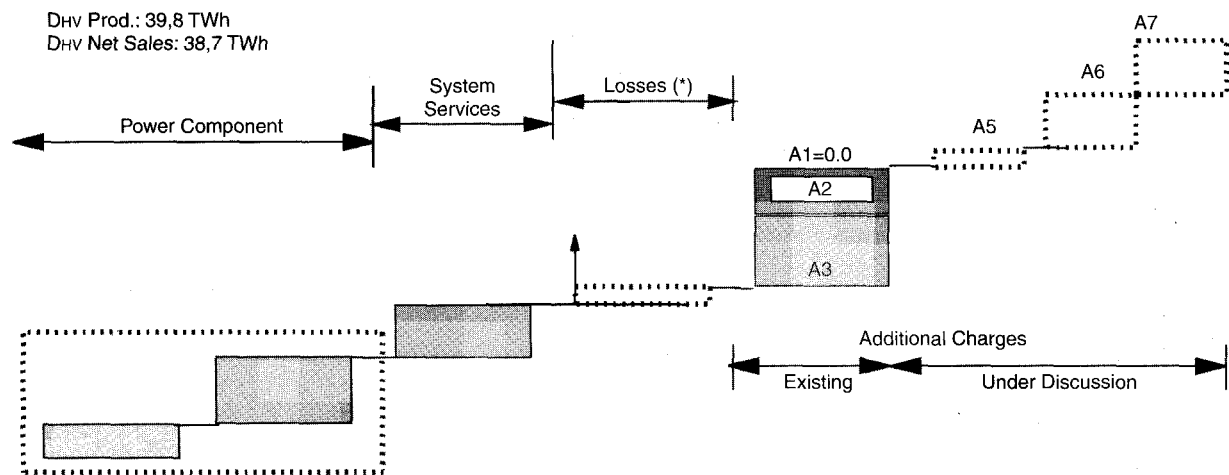 DHV Prod.: 39,8 TWh
DHV Net Sales: 38,7 TWh
A7
System
Services
Losses (*)
A6
Power Component
A5
A1=0.0
A2
A3
Additional Charges
Existing
Under Discussion